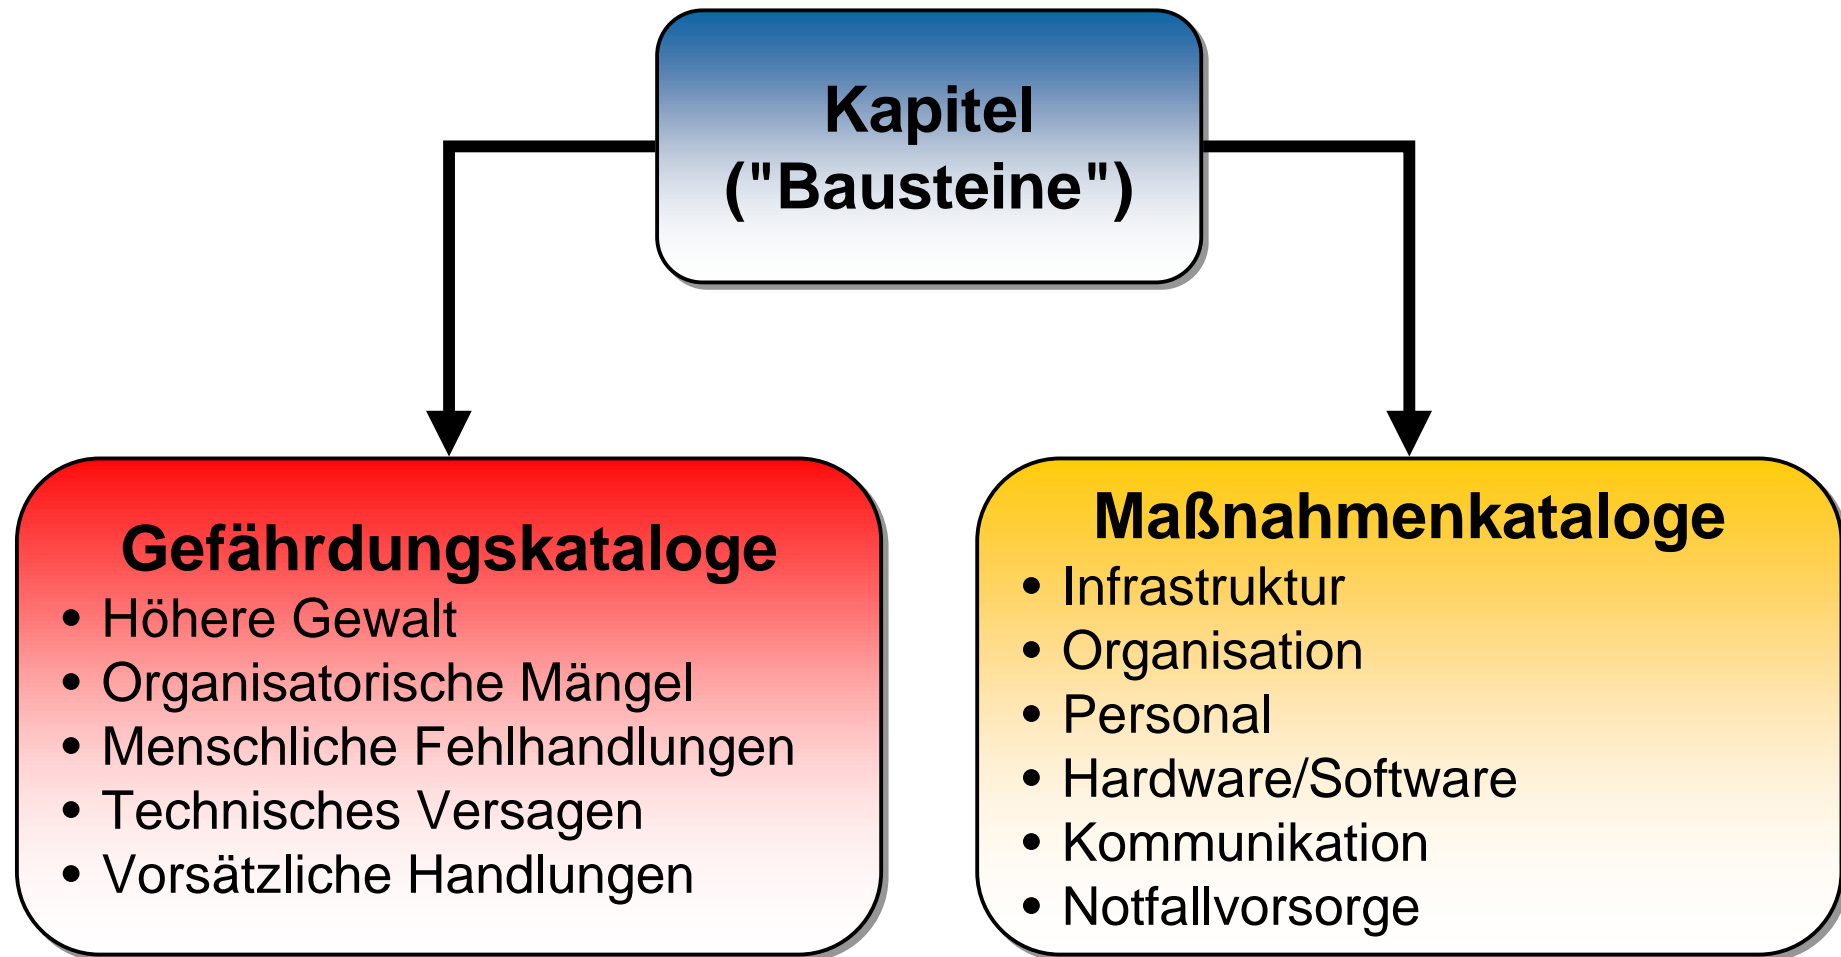 Kapitel
("Bausteine")
Gefährdungskataloge
• Höhere Gewalt
• Organisatorische Mängel
• Menschliche Fehlhandlungen
• Technisches Versagen
• Vorsätzliche Handlungen
Maßnahmenkataloge
• Infrastruktur
• Organisation
• Personal
• Hardware/Software
• Kommunikation
• Notfallvorsorge